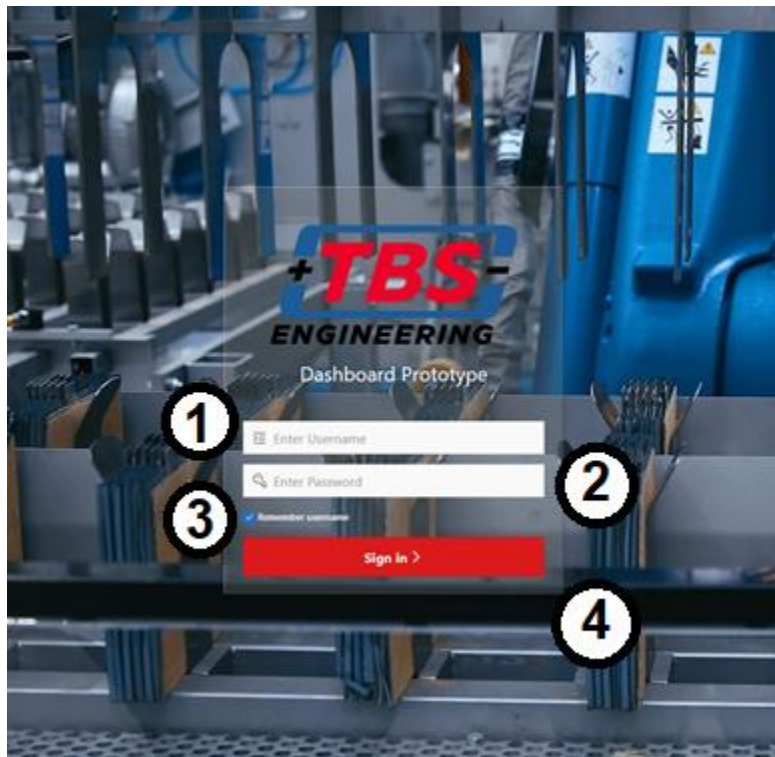 +TBS-
ENGINEERING
Dashboard Prototype
1
Enter Username
Enter Password
2
3
Remember username
Sign in >
4